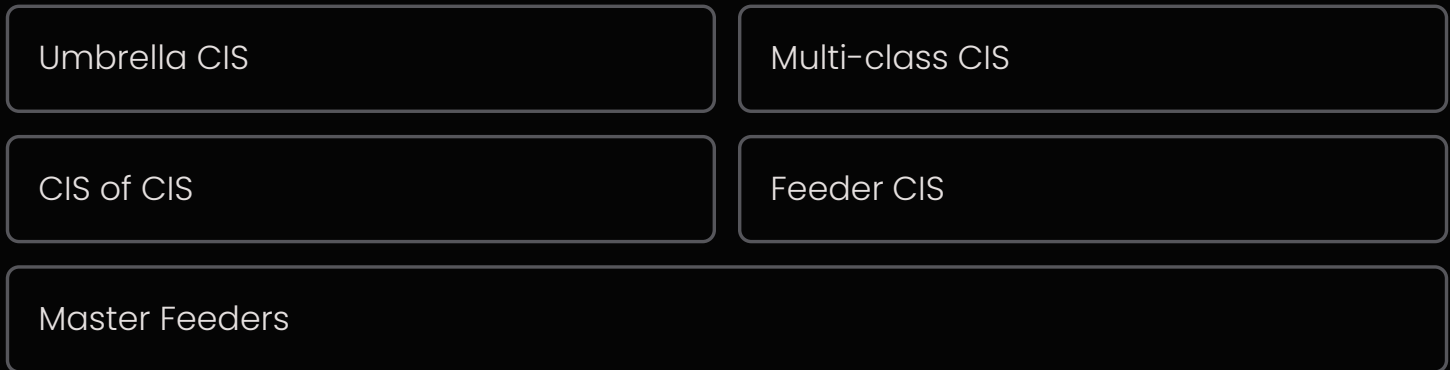 Umbrella CIS
Multi-class CIS
CIS of CIS
Feeder CIS
Master Feeders